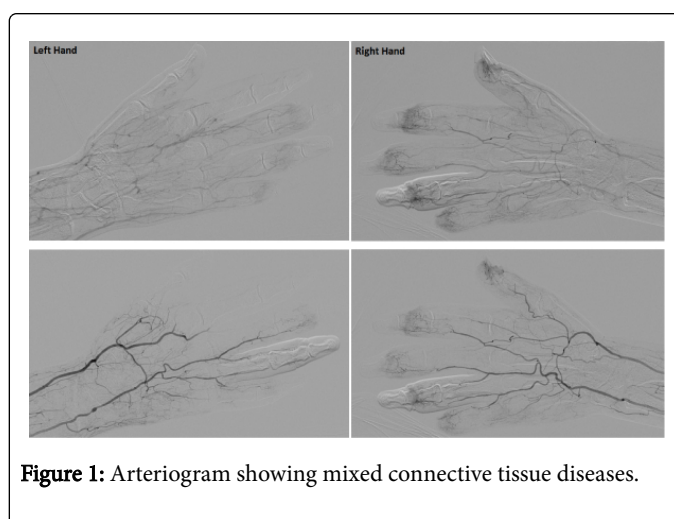 Left Hand
Right Hand
Figure 1: Arteriogram showing mixed connective tissue diseases.